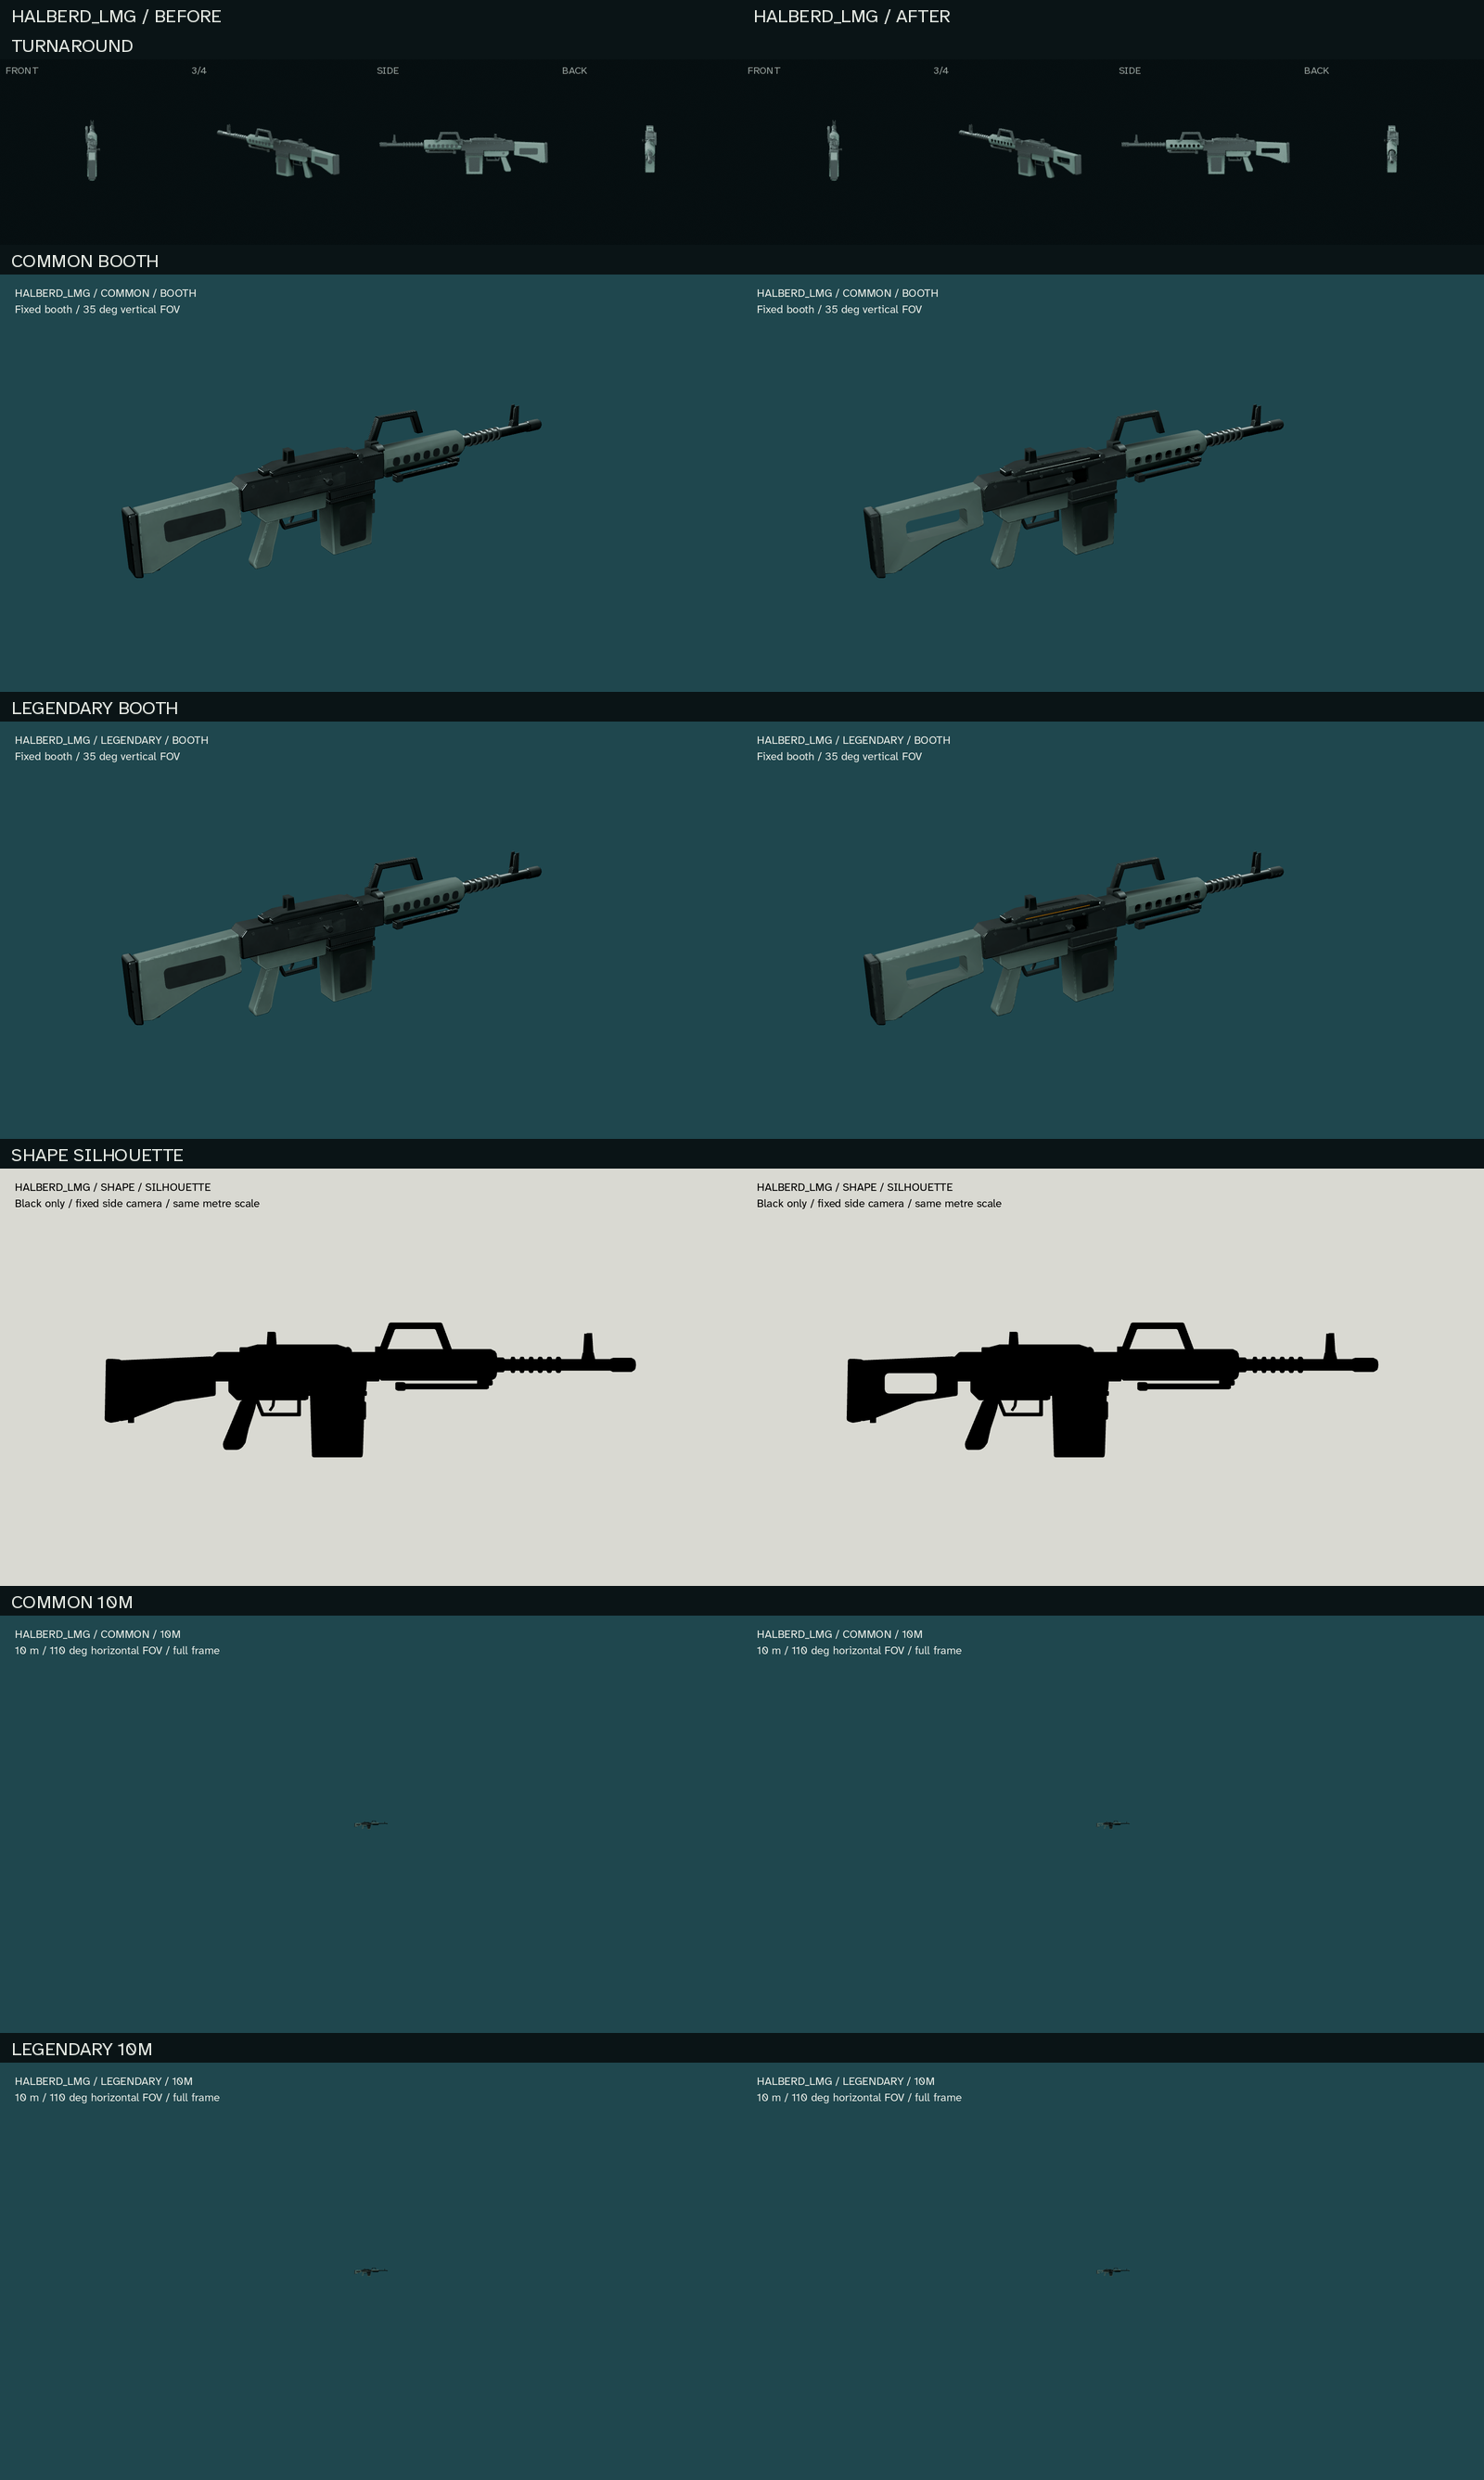 HALBERD_LMG / BEFORE
HALBERD_LMG / AFTER
TURNAROUND
FRONT
3/4
SIDE
BACK
FRONT
3/4
SIDE
BACK
COMMON BOOTH
HALBERD_LMG / COMMON / BOOTH
Fixed booth / 35 deg vertical FOV
HALBERD_LMG / COMMON / BOOTH
Fixed booth / 35 deg vertical FOV
LEGENDARY BOOTH
HALBERD_LMG / LEGENDARY / BOOTH
Fixed booth / 35 deg vertical FOV
HALBERD_LMG / LEGENDARY / BOOTH
Fixed booth / 35 deg vertical FOV
SHAPE SILHOUETTE
HALBERD_LMG / SHAPE / SILHOUETTE
Black only / fixed side camera / same metre scale
HALBERD_LMG / SHAPE / SILHOUETTE
Black only / fixed side camera / same metre scale
COMMON 10M
HALBERD_LMG / COMMON / 10M
10 m / 110 deg horizontal FOV / full frame
HALBERD_LMG / COMMON / 10M
10 m / 110 deg horizontal FOV / full frame
LEGENDARY 10M
HALBERD_LMG / LEGENDARY / 10M
10 m / 110 deg horizontal FOV / full frame
HALBERD_LMG / LEGENDARY / 10M
10 m / 110 deg horizontal FOV / full frame